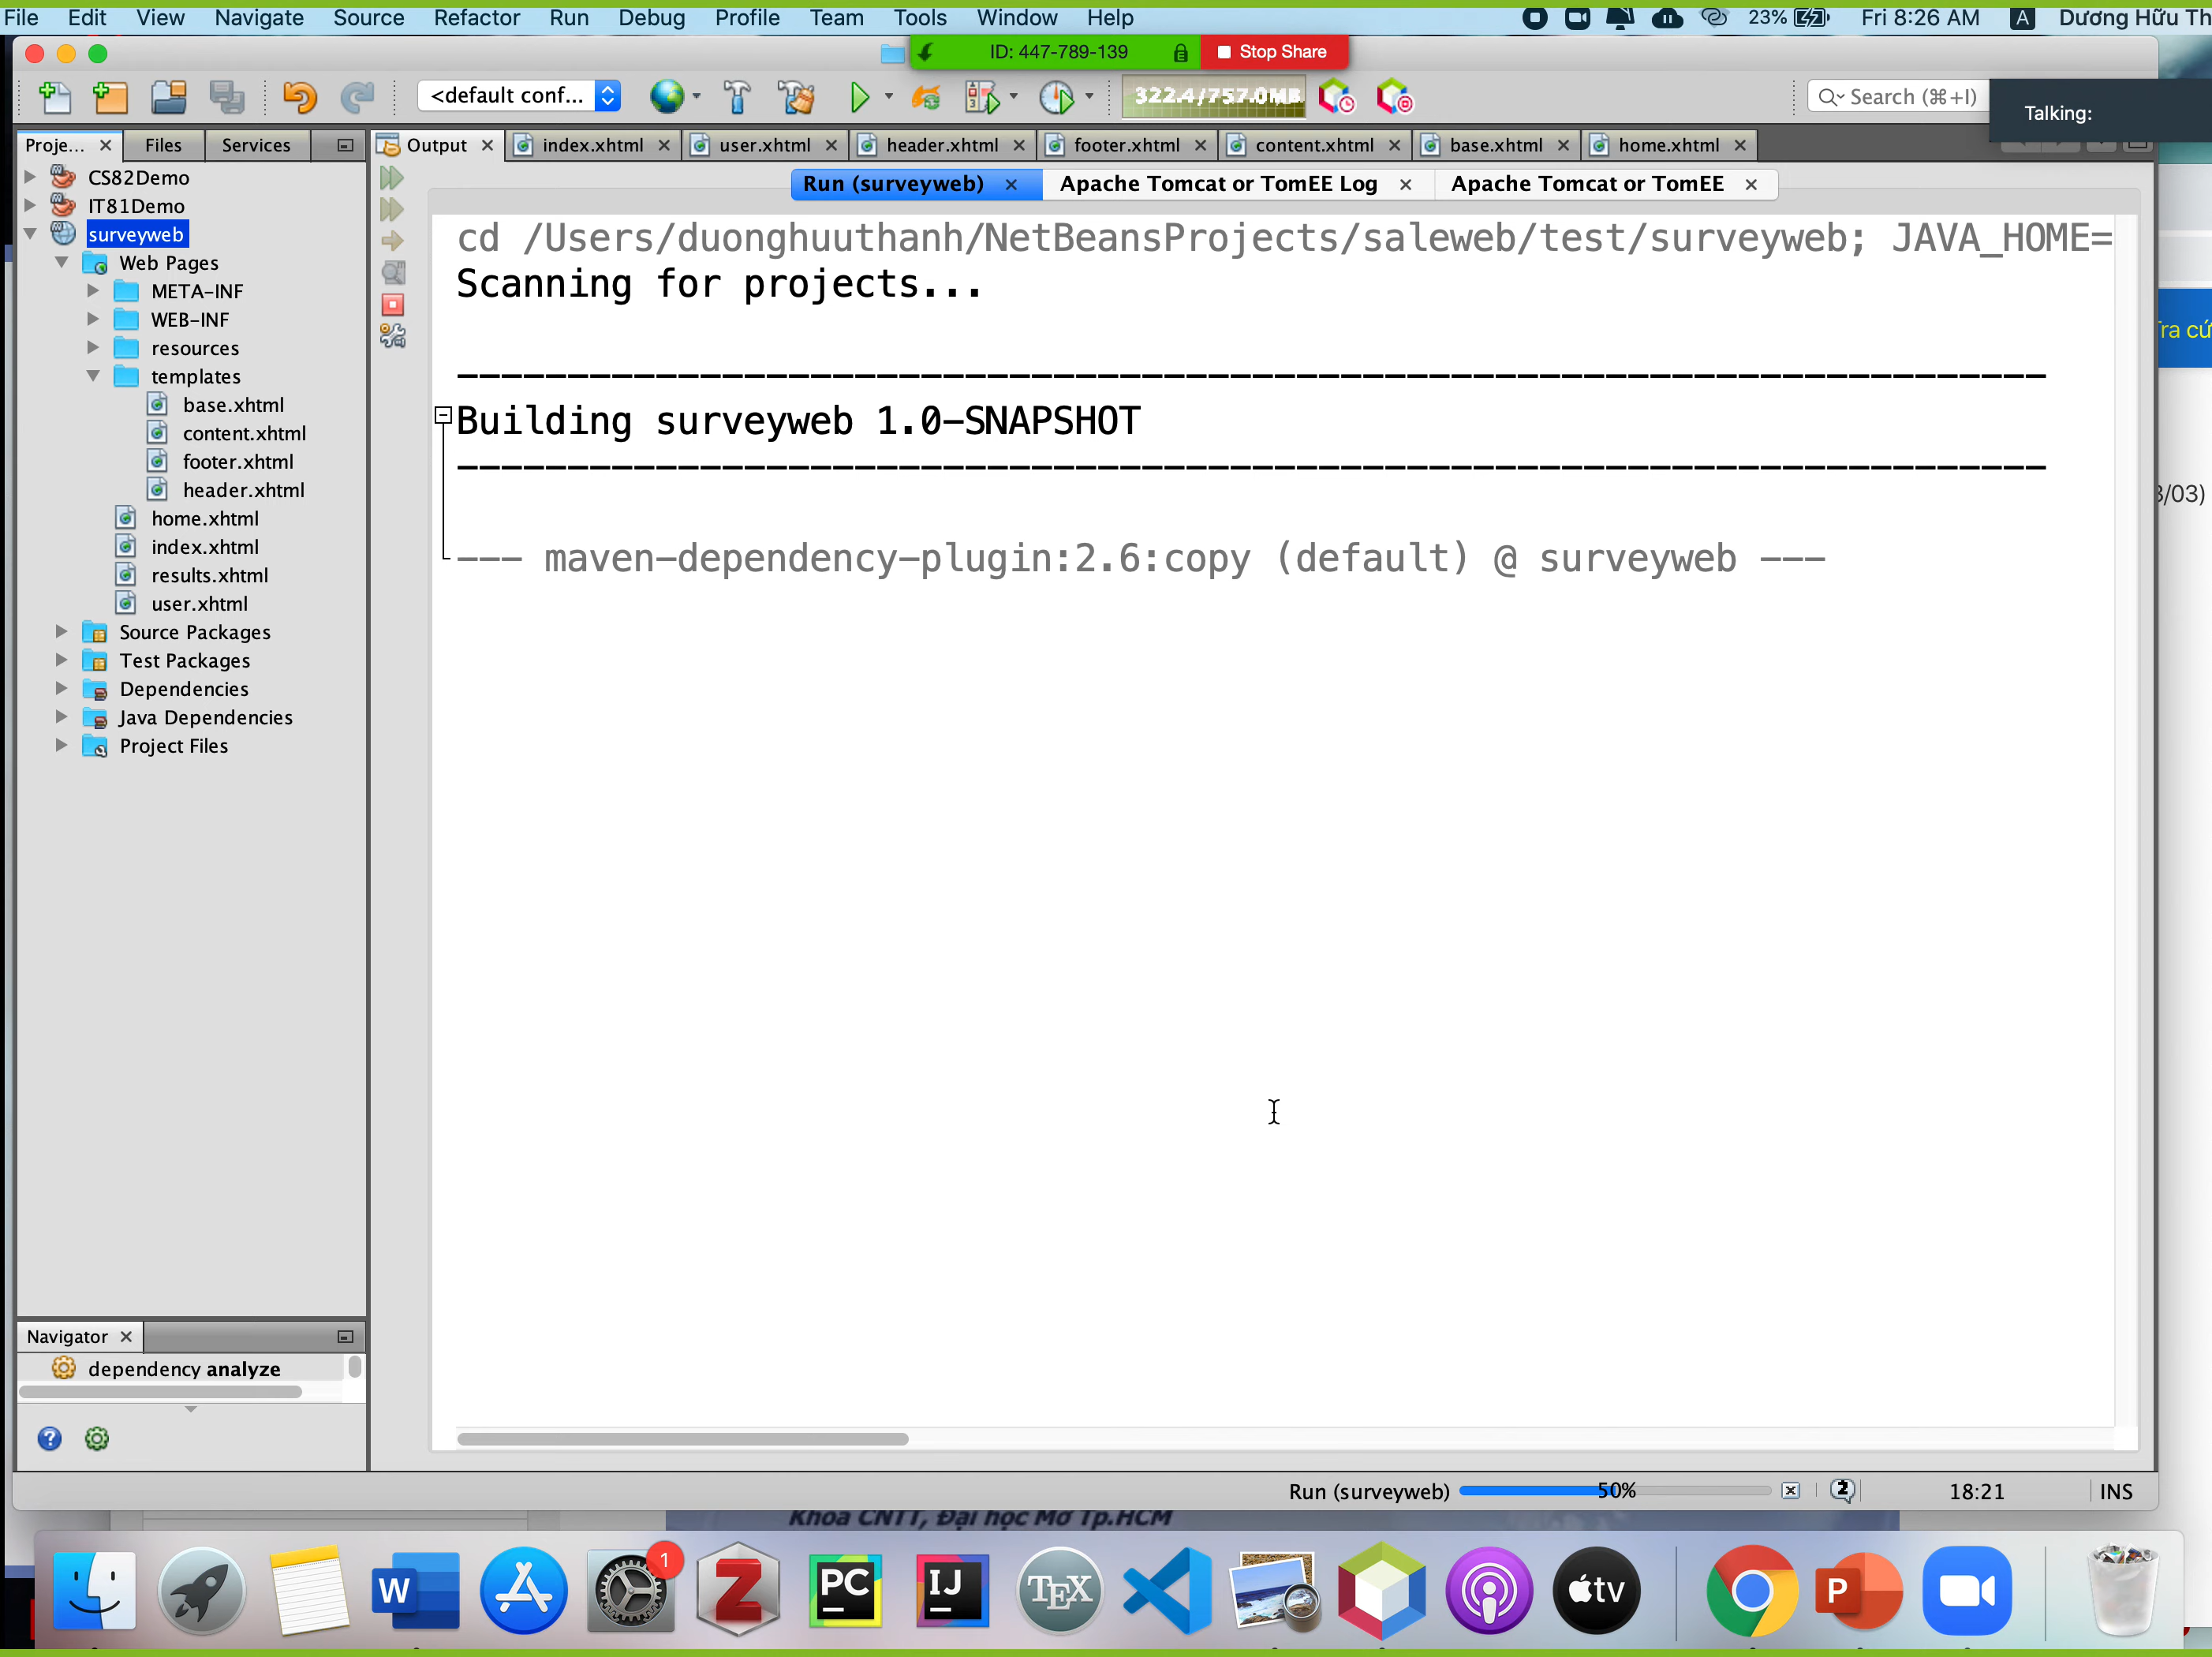 File Edit View Navigate Source Refactor Run Debug Profile Team Tools Window Help 23% Fri 8:26 AM A Dương Hữu Th
ID: 447-789-139 Stop Share
<default conf... 322.4/757.0MB Search (⌘+I) Talking:
Proje... Files Services Output index.xhtml user.xhtml header.xhtml footer.xhtml content.xhtml base.xhtml home.xhtml
Run (surveyweb) Apache Tomcat or TomEE Log Apache Tomcat or TomEE
CS82Demo
IT81Demo
surveyweb
Web Pages
META-INF
WEB-INF
resources
templates
base.xhtml
content.xhtml
footer.xhtml
header.xhtml
home.xhtml
index.xhtml
results.xhtml
user.xhtml
Source Packages
Test Packages
Dependencies
Java Dependencies
Project Files
cd /Users/duonghuuthanh/NetBeansProjects/saleweb/test/surveyweb; JAVA_HOME=
Scanning for projects...
------------------------------------------------------------------------
Building surveyweb 1.0-SNAPSHOT
------------------------------------------------------------------------
--- maven-dependency-plugin:2.6:copy (default) @ surveyweb ---
Tra cứ
3/03)
Navigator
dependency analyze
Run (surveyweb) 50% 2 18:21 INS
Khoa CNTT, Đại học Mở Tp.HCM
W 1 Z PC IJ TEX tv P